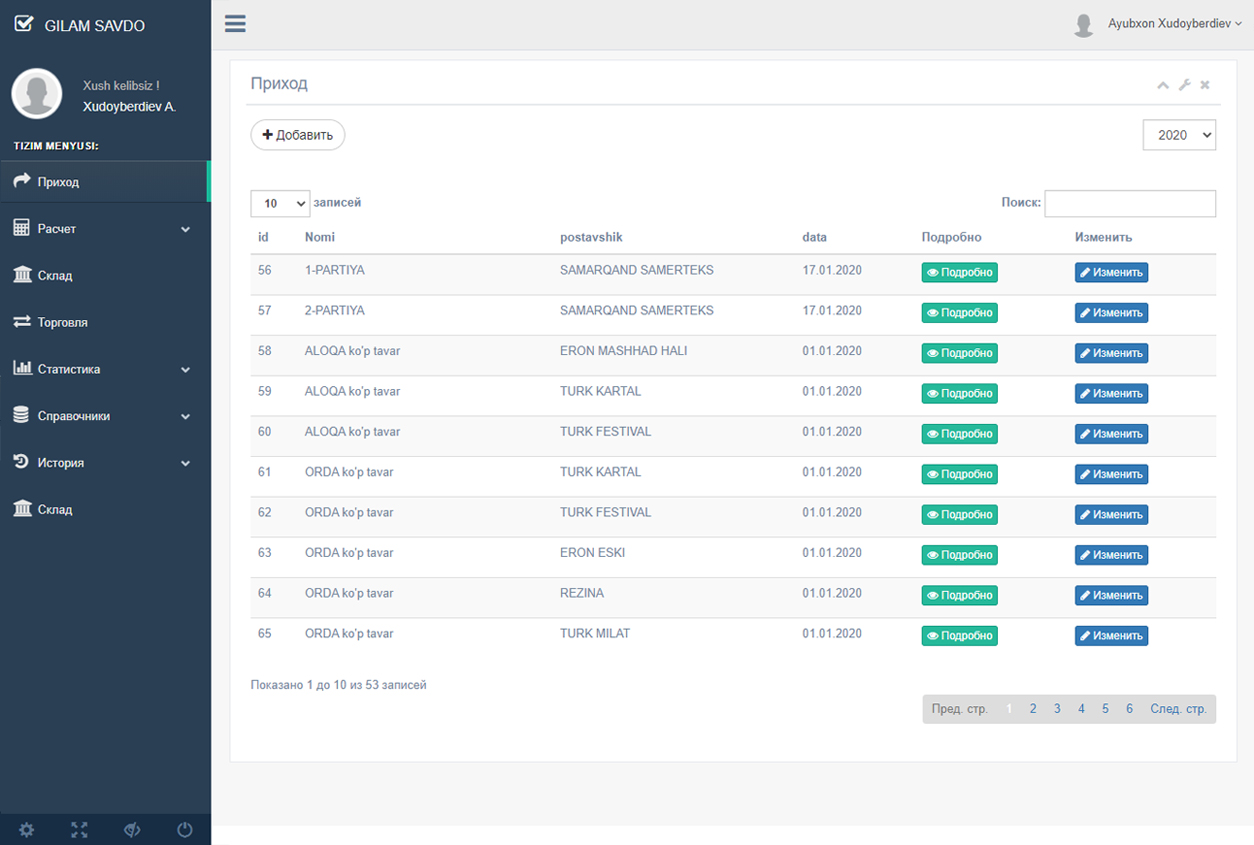 GILAM SAVDO
Ayubxon Xudoyberdiev
Xush kelibsiz !
Xudoyberdiev A.
TIZIM MENYUSI:
Приход
Расчет
Склад
Торговля
Статистика
Справочники
История
Склад
Приход
Добавить
2020
10 записей
Поиск:
id Nomi postavshik data Подробно Изменить
56 1-PARTIYA SAMARQAND SAMERTEKS 17.01.2020 Подробно Изменить
57 2-PARTIYA SAMARQAND SAMERTEKS 17.01.2020 Подробно Изменить
58 ALOQA ko'p tavar ERON MASHHAD HALI 01.01.2020 Подробно Изменить
59 ALOQA ko'p tavar TURK KARTAL 01.01.2020 Подробно Изменить
60 ALOQA ko'p tavar TURK FESTIVAL 01.01.2020 Подробно Изменить
61 ORDA ko'p tavar TURK KARTAL 01.01.2020 Подробно Изменить
62 ORDA ko'p tavar TURK FESTIVAL 01.01.2020 Подробно Изменить
63 ORDA ko'p tavar ERON ESKI 01.01.2020 Подробно Изменить
64 ORDA ko'p tavar REZINA 01.01.2020 Подробно Изменить
65 ORDA ko'p tavar TURK MILAT 01.01.2020 Подробно Изменить
Показано 1 до 10 из 53 записей
Пред. стр. 1 2 3 4 5 6 След. стр.